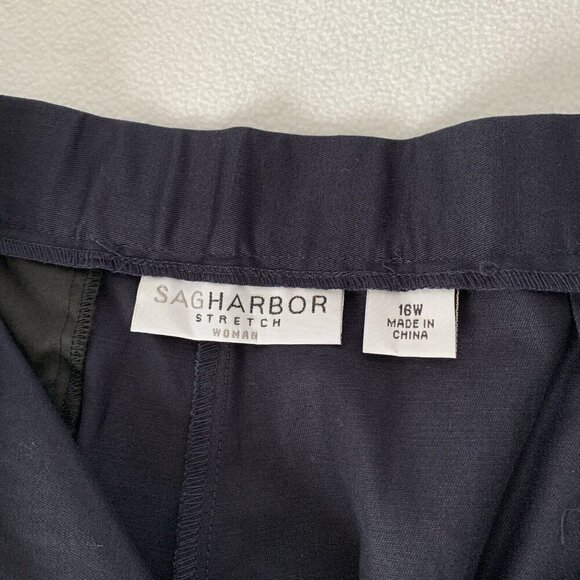 SAGHARBOR
STRETCH
WOMAN
16W
MADE IN
CHINA